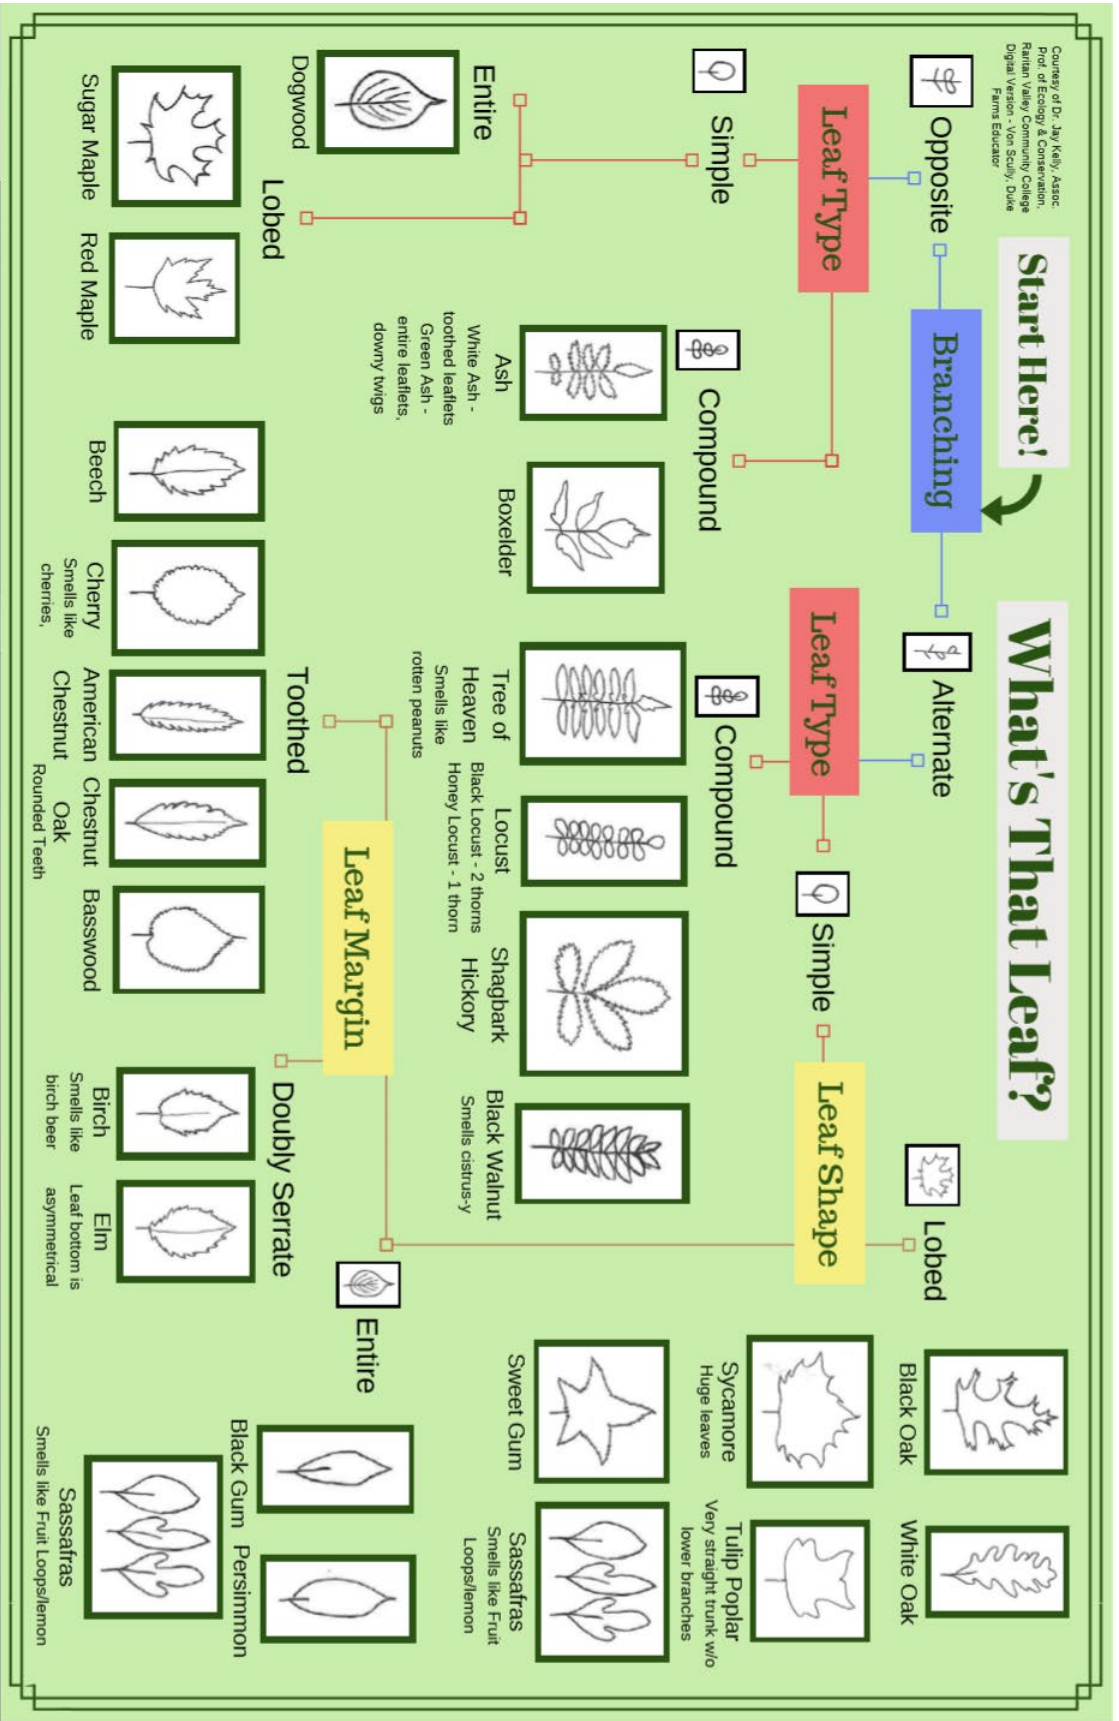 Courtesy of Dr. Jay Kelly, Assoc.
Prof. of Ecology & Conservation,
Raritan Valley Community College
Digital Version - Von Scully, Duke
Farms Educator
Start Here!
What's That Leaf?
Opposite
Branching
Alternate
Leaf Type
Simple
Entire
Dogwood
Lobed
Sugar Maple
Red Maple
Compound
Ash
White Ash -
toothed leaflets
Green Ash -
entire leaflets,
downy twigs
Boxelder
Leaf Type
Compound
Tree of
Heaven
Smells like
rotten peanuts
Locust
Black Locust - 2 thorns
Honey Locust - 1 thorn
Shagbark
Hickory
Black Walnut
Smells cistrus-y
Simple
Leaf Shape
Lobed
Black Oak
White Oak
Sycamore
Huge leaves
Tulip Poplar
Very straight trunk w/o
lower branches
Sweet Gum
Sassafras
Smells like Fruit
Loops/lemon
Leaf Margin
Toothed
Beech
Cherry
Smells like
cherries,
American
Chestnut
Chestnut
Oak
Rounded Teeth
Basswood
Doubly Serrate
Birch
Smells like
birch beer
Elm
Leaf bottom is
asymmetrical
Entire
Black Gum
Persimmon
Sassafras
Smells like Fruit Loops/lemon